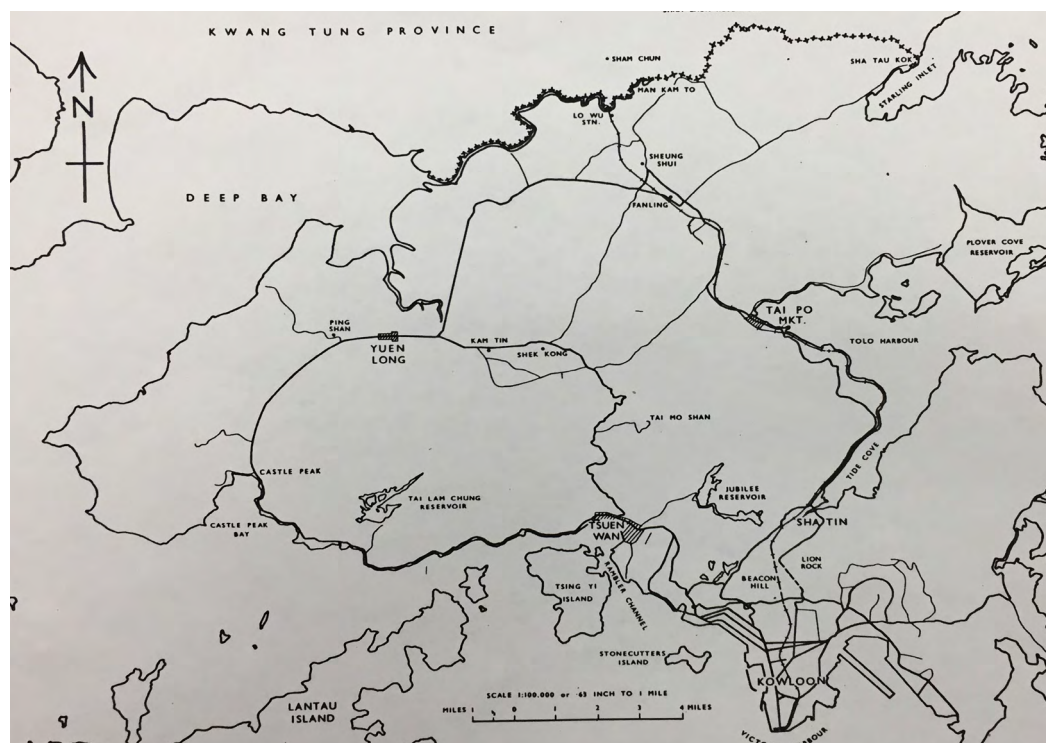 KWANG TUNG PROVINCE
SHAM CHUN
SHA TAU KOK
STARLING INLET
MAN KAM TO
LO WU
STN.
N
SHEUNG
SHUI
DEEP BAY
FANLING
PLOVER COVE
RESERVOIR
TAI PO
MKT.
PING
SHAN
YUEN
LONG
KAM TIN
SHEK KONG
TOLO HARBOUR
TAI MO SHAN
TIDE COVE
CASTLE PEAK
TAI LAM CHUNG
RESERVOIR
JUBILEE
RESERVOIR
CASTLE PEAK
BAY
TSUEN
WAN
SHA TIN
LION
ROCK
BEACON
HILL
TSING YI
ISLAND
RAMBLER CHANNEL
STONECUTTERS
ISLAND
KOWLOON
LANTAU
ISLAND
SCALE 1:100.000 or ·63 INCH TO 1 MILE
MILES 1 0 1 2 3 4 MILES